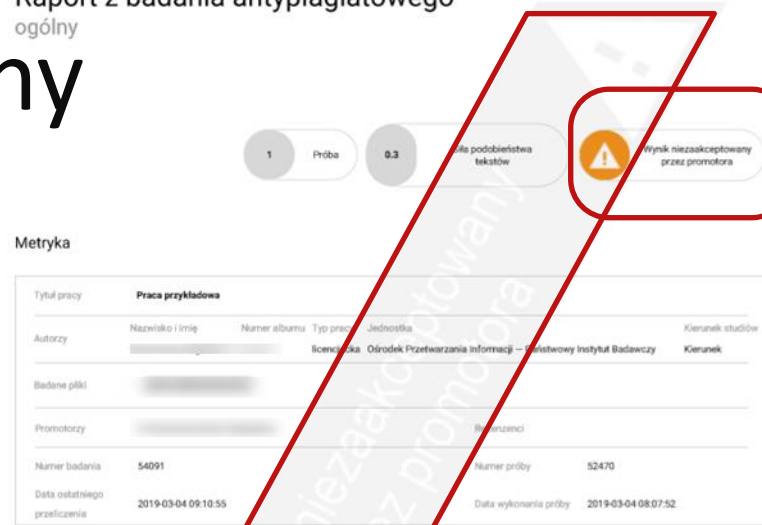 Raport z badania antyplagiatowego
ogólny
ny
1 Próba
0.3 Siła podobieństwa
tekstów
Wynik niezaakceptowany
przez promotora
Metryka
Tytuł pracy Praca przykładowa
Autorzy Nazwisko i imię Numer albumu Typ pracy Jednostka Kierunek studiów
licencjacka Ośrodek Przetwarzania Informacji — Państwowy Instytut Badawczy Kierunek
Badane pliki
Promotorzy Recenzenci
Numer badania 54091 Numer próby 52470
Data ostatniego
przeliczenia 2019-03-04 09:10:55 Data wykonania próby 2019-03-04 08:07:52
niezaakceptowany
ez promotora